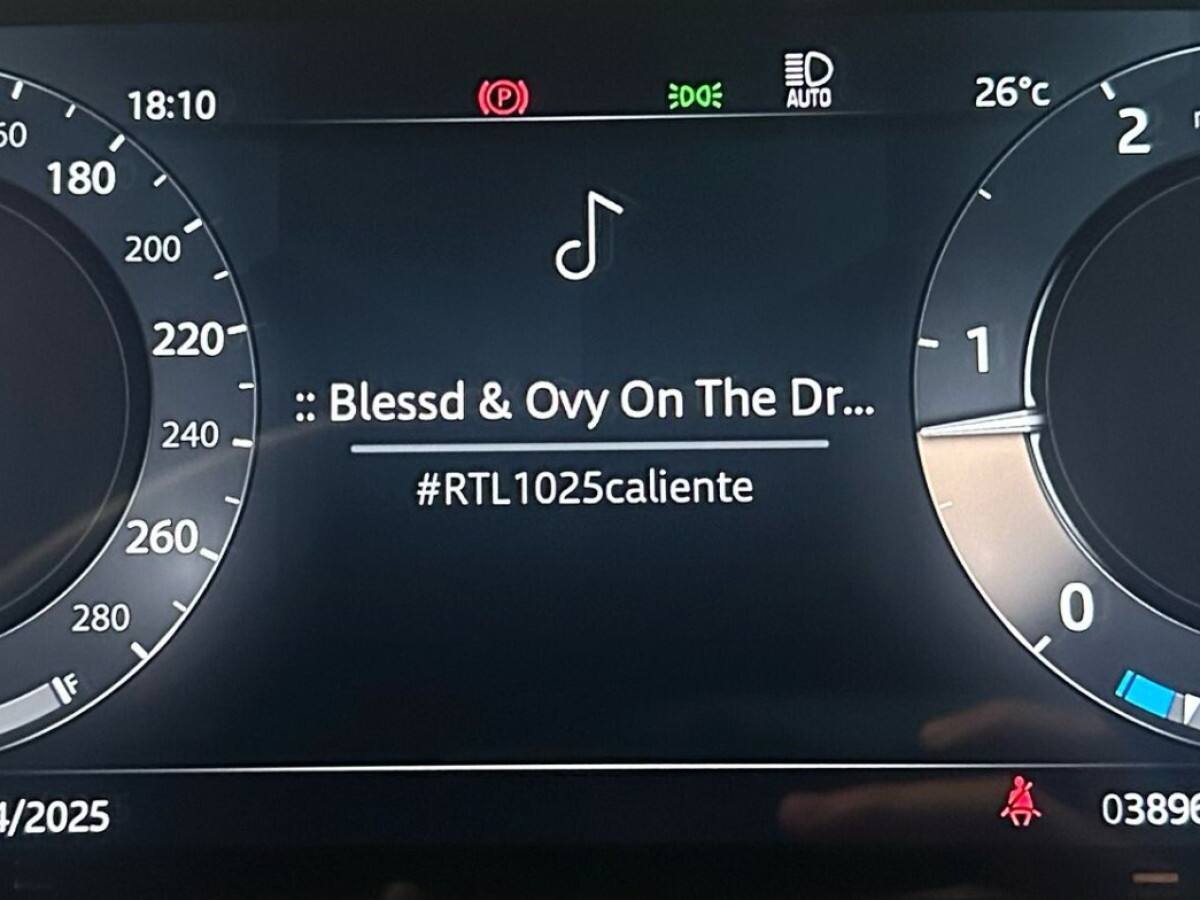 18:10
P
AUTO
26°c
180
200
220
240
260
280
F
2
1
0
:: Blessd & Ovy On The Dr...
#RTL1025caliente
4/2025
03896